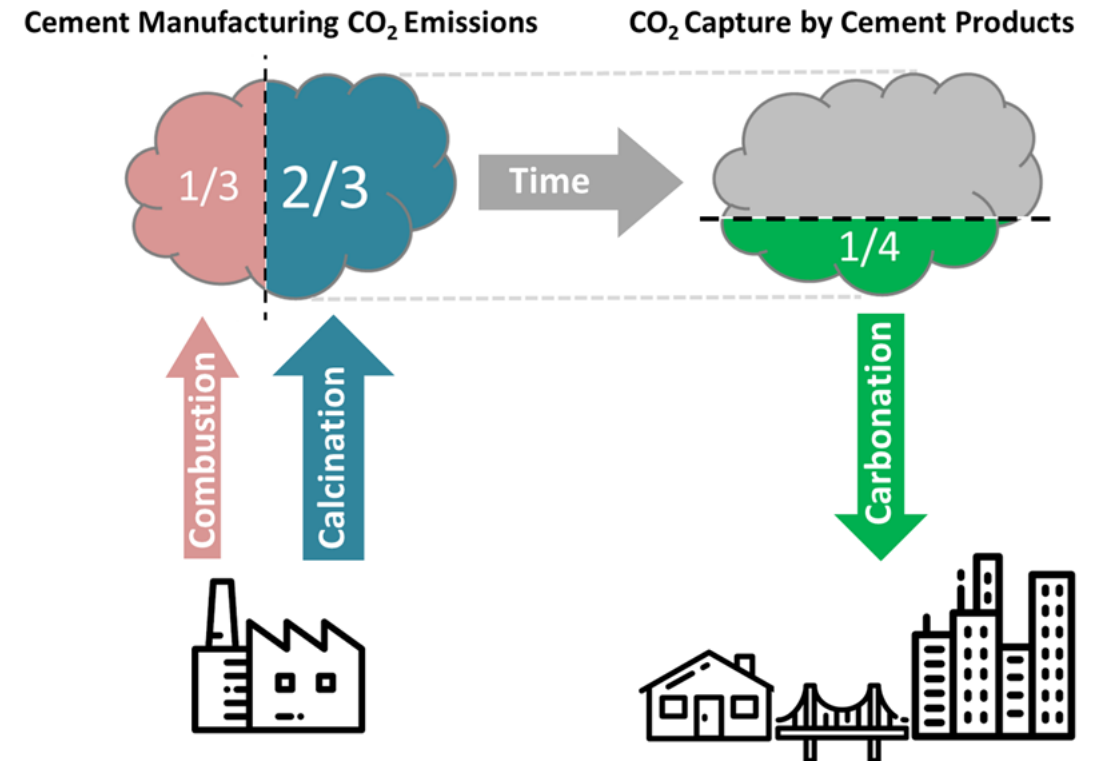 Cement Manufacturing CO₂ Emissions
CO₂ Capture by Cement Products
1/3
2/3
Time
1/4
Combustion
Calcination
Carbonation